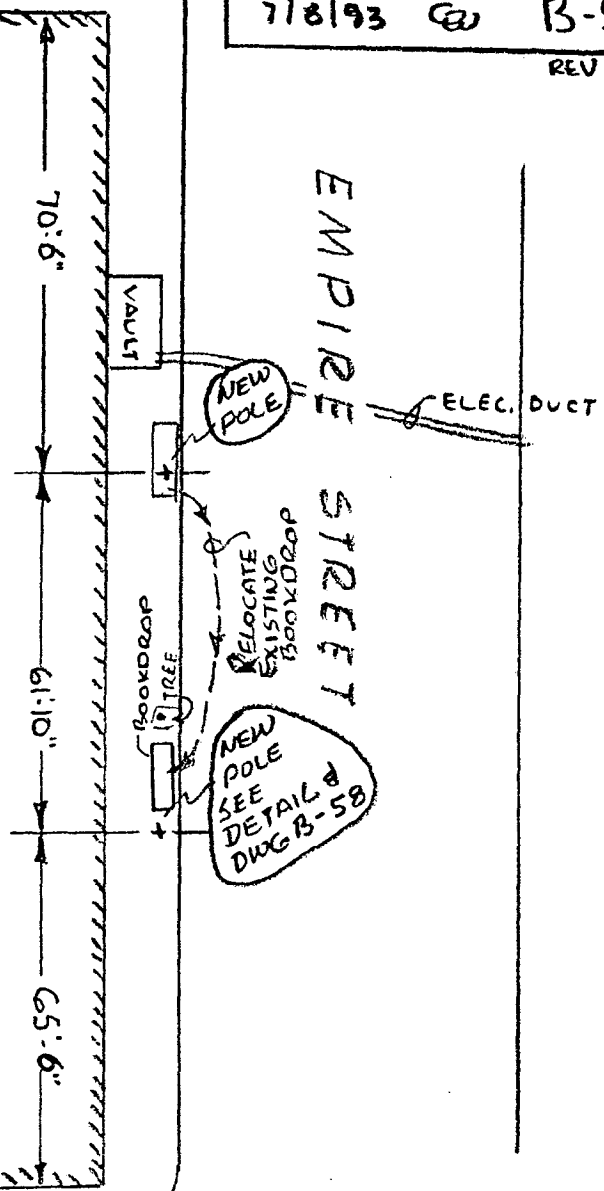 7/8/93
REV
EMPIRE STREET
70'-6"
VAULT
NEW
POLE
ELEC. DUCT
RELOCATE
EXISTING
BOOKDROP
BOOKDROP
TREE
61'-10"
NEW
POLE
SEE
DETAIL &
DWG B-58
65'-6"